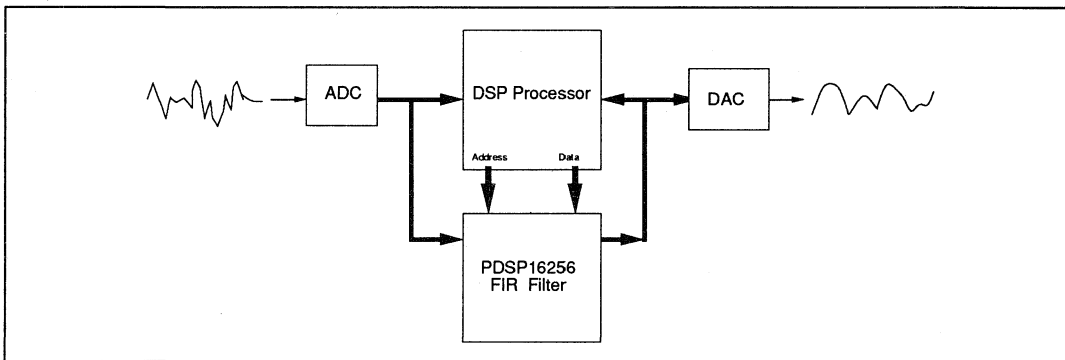 ADC
DSP Processor
DAC
Address
Data
PDSP16256
FIR Filter